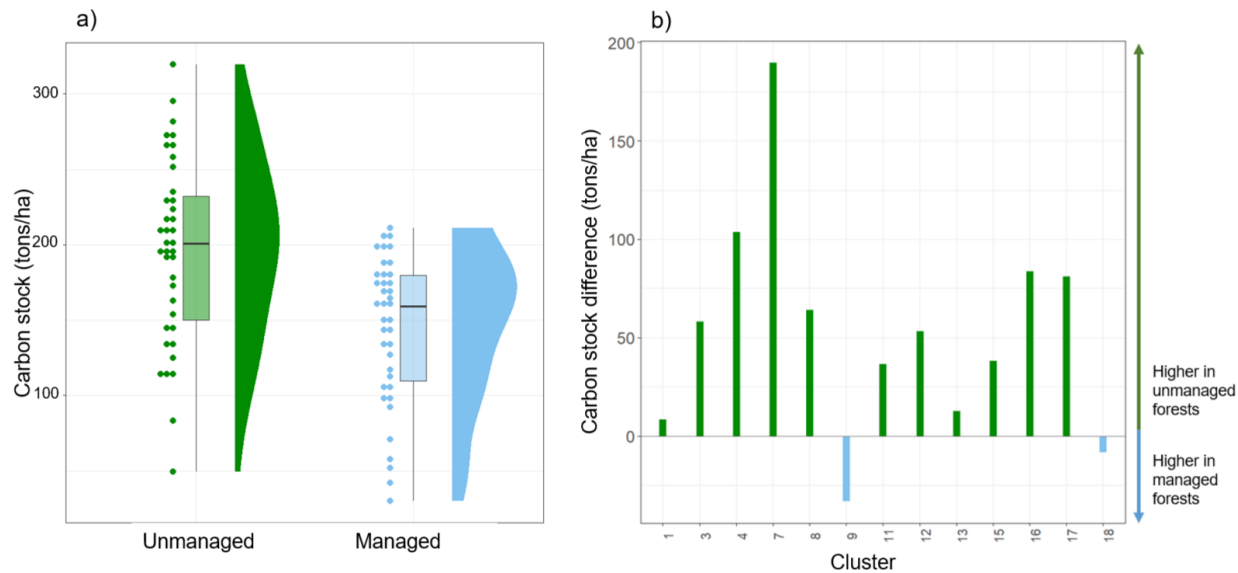 a)
Carbon stock (tons/ha)
300
200
100
Unmanaged
Managed
b)
Carbon stock difference (tons/ha)
200
150
100
50
0
1
3
4
7
8
9
11
12
13
15
16
17
18
Cluster
Higher in
unmanaged
forests
Higher in
managed
forests